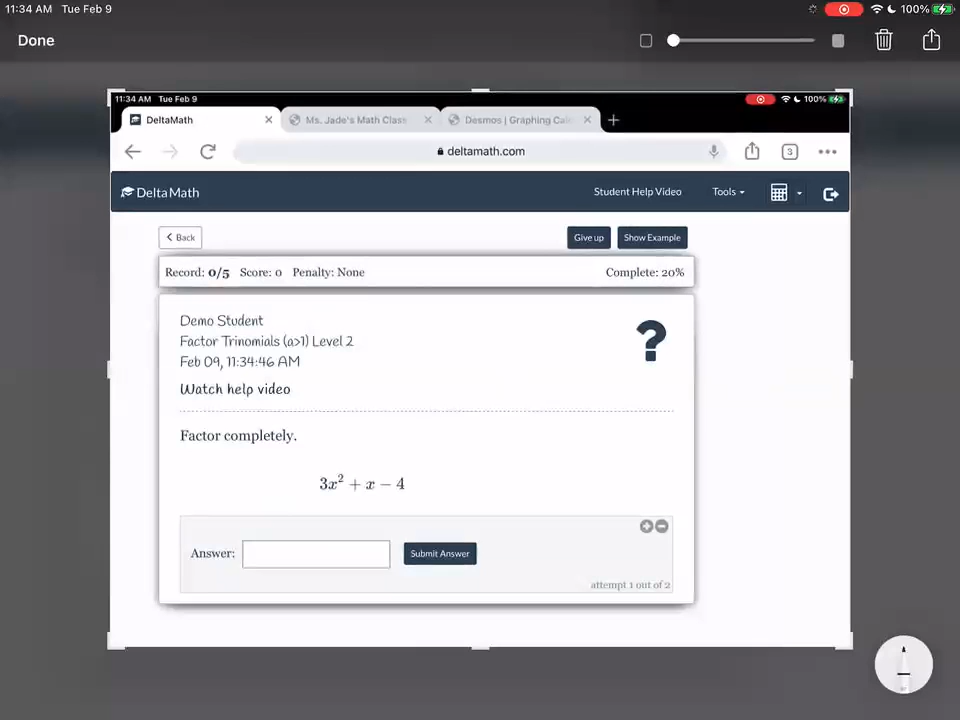 11:34 AM Tue Feb 9
100%
Done
11:34 AM Tue Feb 9
100%
DeltaMath
Ms. Jade's Math Class
Desmos | Graphing Calc
deltamath.com
3
DeltaMath
Student Help Video
Tools
Back
Give up
Show Example
Record: 0/5 Score: 0 Penalty: None
Complete: 20%
Demo Student
Factor Trinomials (a>1) Level 2
Feb 09, 11:34:46 AM
Watch help video
Factor completely.
3x² + x − 4
Answer:
Submit Answer
attempt 1 out of 2